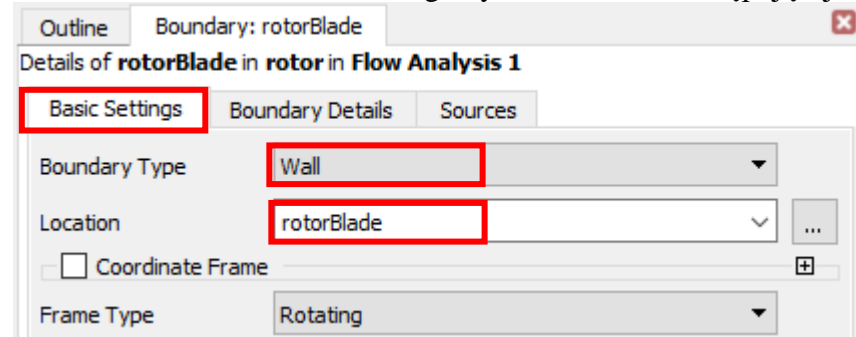 Outline Boundary: rotorBlade
Details of rotorBlade in rotor in Flow Analysis 1
Basic Settings Boundary Details Sources
Boundary Type Wall
Location rotorBlade ...
Coordinate Frame
Frame Type Rotating